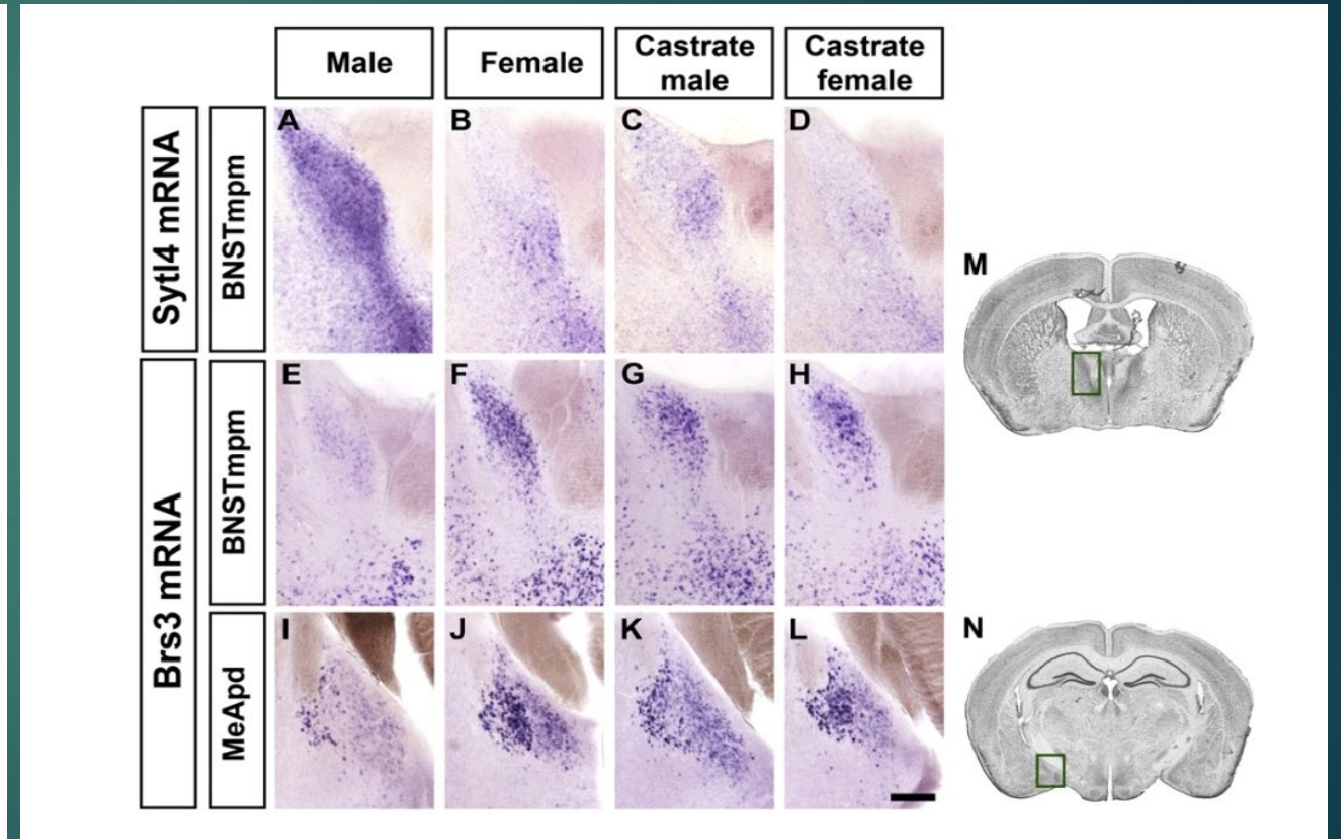 Male
Female
Castrate
male
Castrate
female
Sytl4 mRNA
BNSTmpm
A
B
C
D
Brs3 mRNA
BNSTmpm
E
F
G
H
MeApd
I
J
K
L
M
N